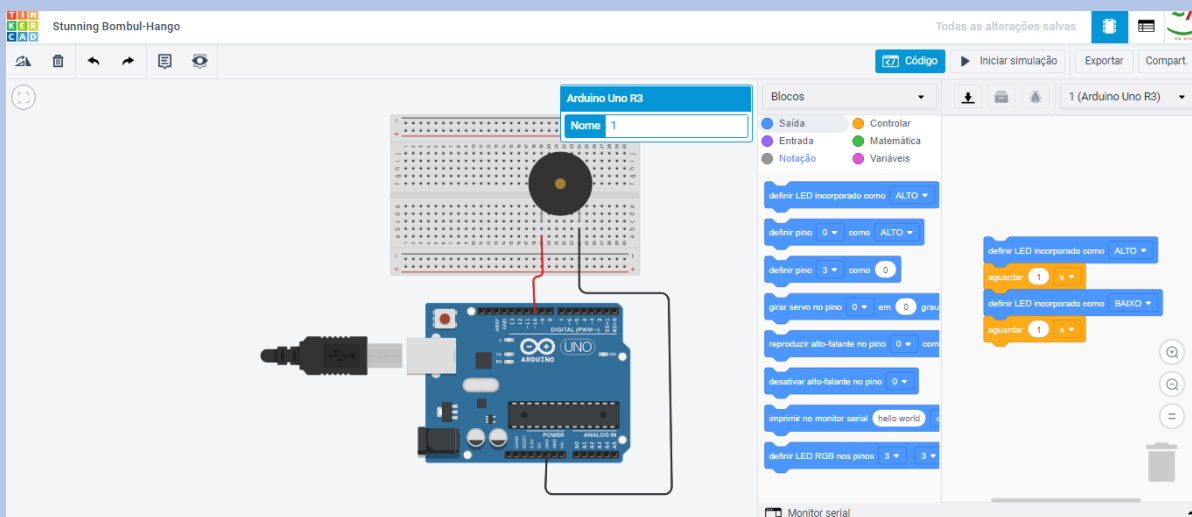 TIN
KER
CAD
Stunning Bombul-Hango
Todas as alterações salvas
Código
Iniciar simulação
Exportar
Compart.
Arduino Uno R3
Nome 1
Blocos
1 (Arduino Uno R3)
Saída
Controlar
Entrada
Matemática
Notação
Variáveis
definir LED incorporado como ALTO
definir pino 0 como ALTO
definir pino 3 como 0
girar servo no pino 0 em 0 grau
reproduzir alto-falante no pino 0 com
desativar alto-falante no pino 0
imprimir no monitor serial hello world
definir LED RGB nos pinos 3 3
definir LED incorporado como ALTO
aguardar 1 s
definir LED incorporado como BAIXO
aguardar 1 s
DIGITAL (PWM~)
UNO
ARDUINO
POWER
ANALOG IN
Monitor serial